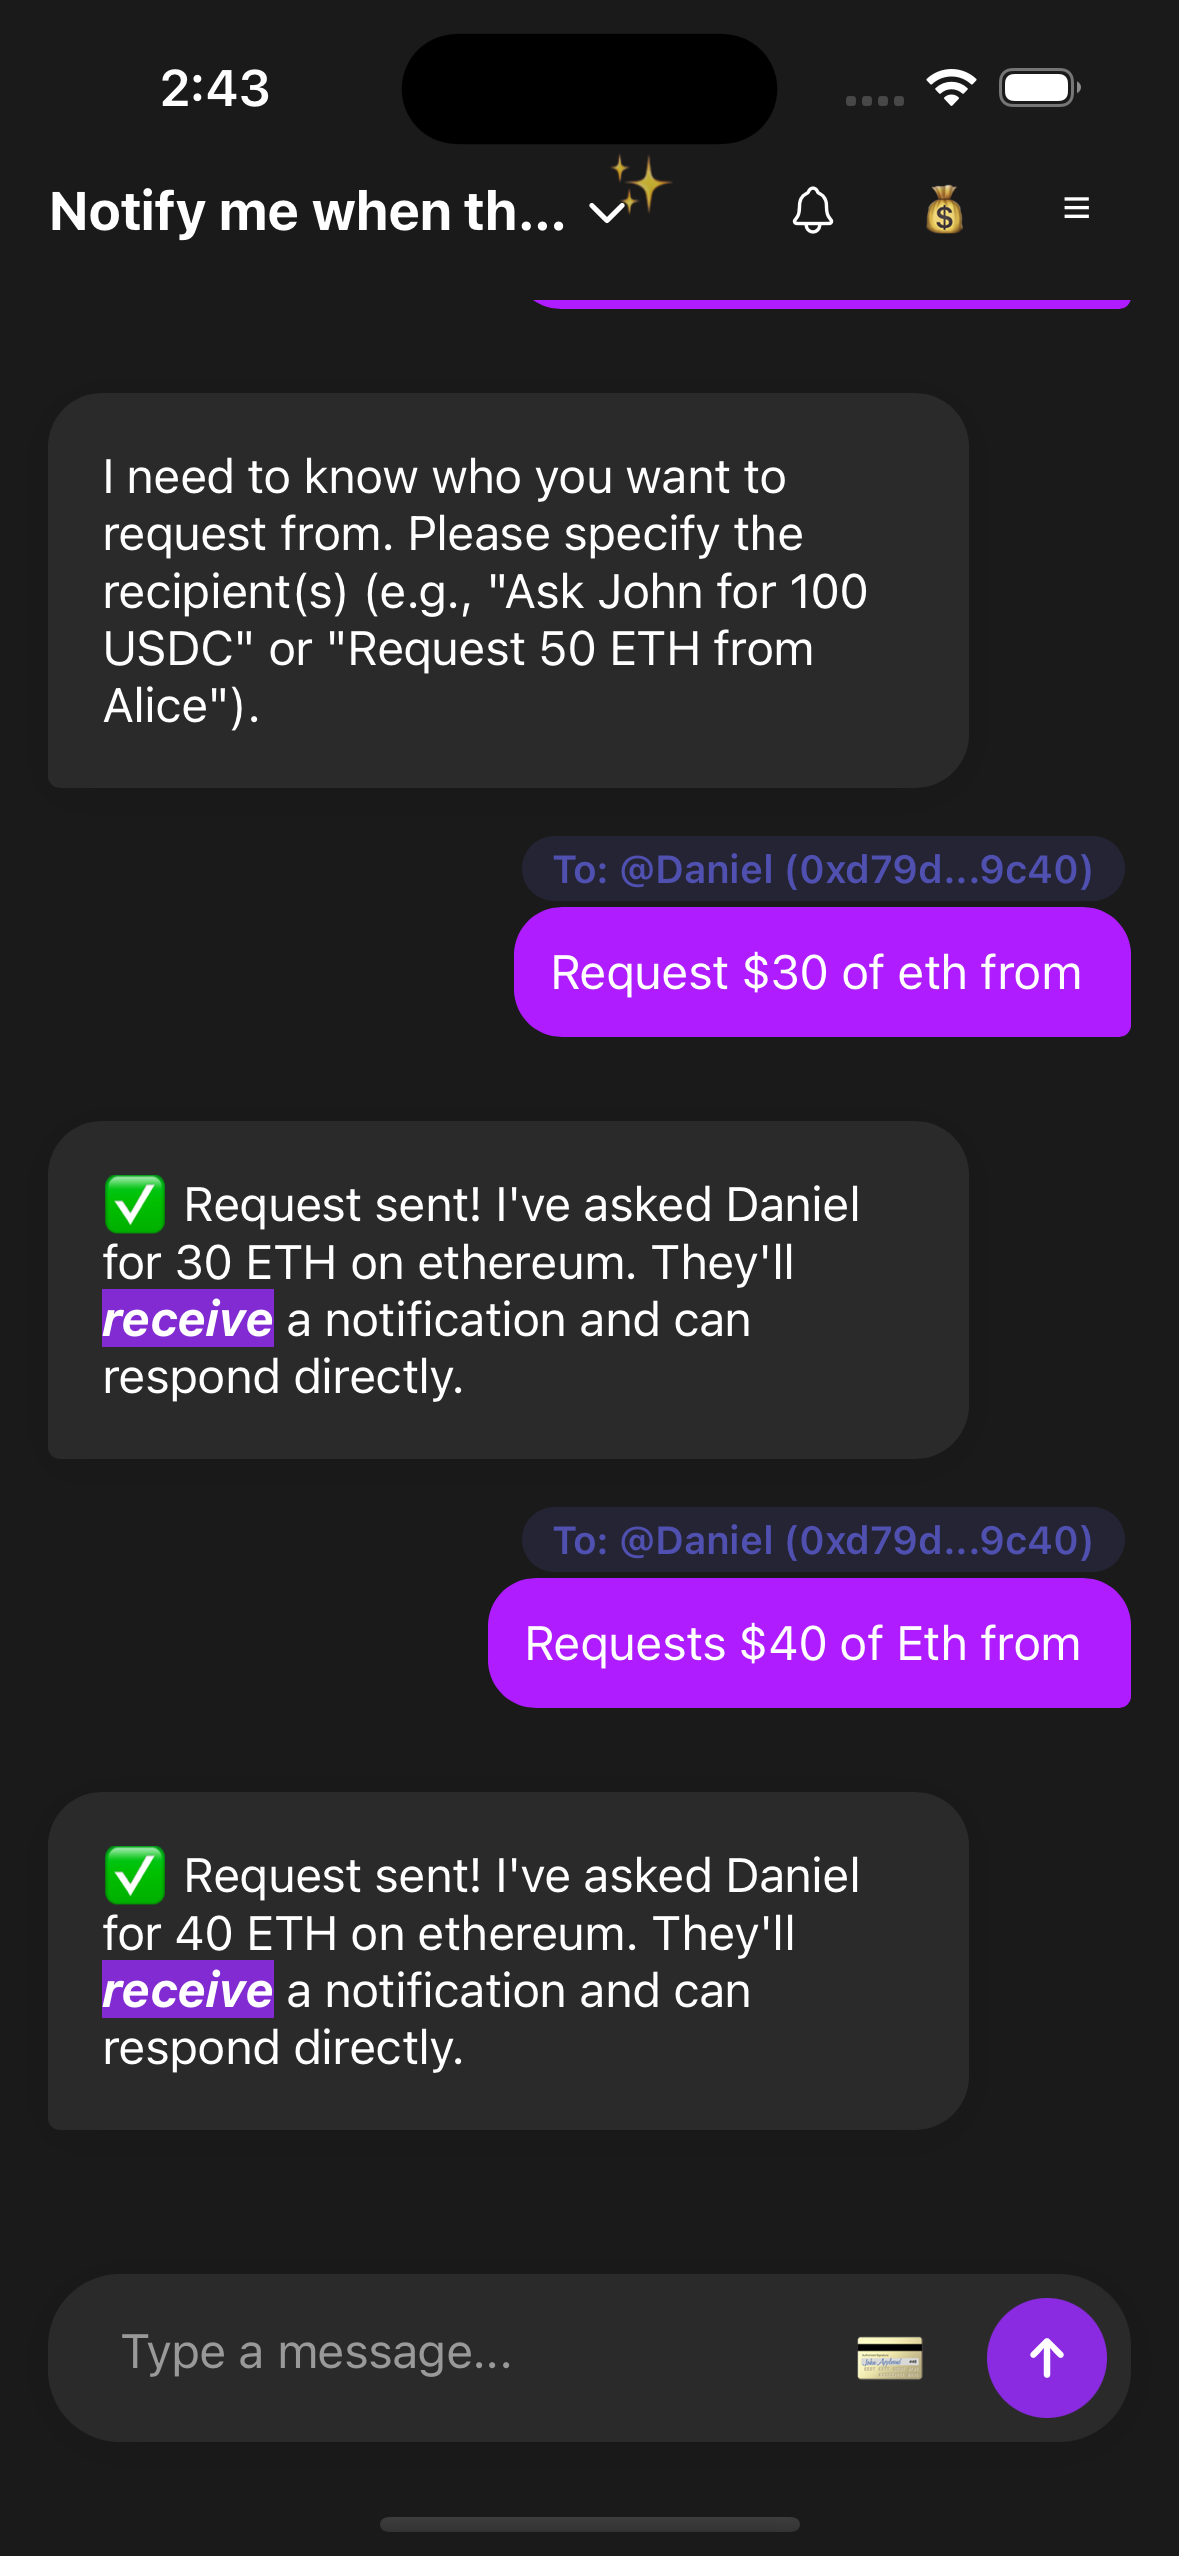 2:43
Notify me when th...
I need to know who you want to
request from. Please specify the
recipient(s) (e.g., "Ask John for 100
USDC" or "Request 50 ETH from
Alice").
To: @Daniel (0xd79d...9c40)
Request $30 of eth from
✅ Request sent! I've asked Daniel
for 30 ETH on ethereum. They'll
receive a notification and can
respond directly.
To: @Daniel (0xd79d...9c40)
Requests $40 of Eth from
✅ Request sent! I've asked Daniel
for 40 ETH on ethereum. They'll
receive a notification and can
respond directly.
Type a message...